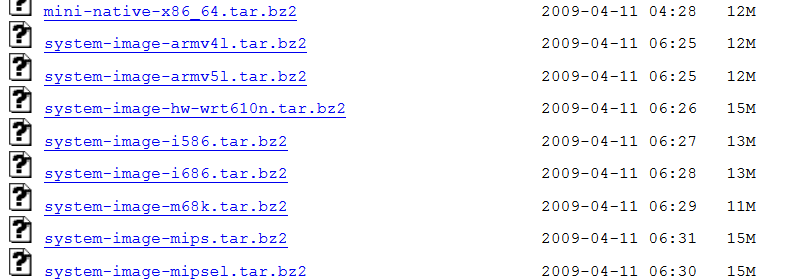 mini-native-x86_64.tar.bz2 2009-04-11 04:28 12M
system-image-armv4l.tar.bz2 2009-04-11 06:25 12M
system-image-armv5l.tar.bz2 2009-04-11 06:25 12M
system-image-hw-wrt610n.tar.bz2 2009-04-11 06:26 15M
system-image-i586.tar.bz2 2009-04-11 06:27 13M
system-image-i686.tar.bz2 2009-04-11 06:28 13M
system-image-m68k.tar.bz2 2009-04-11 06:29 11M
system-image-mips.tar.bz2 2009-04-11 06:31 15M
system-image-mipsel.tar.bz2 2009-04-11 06:30 15M